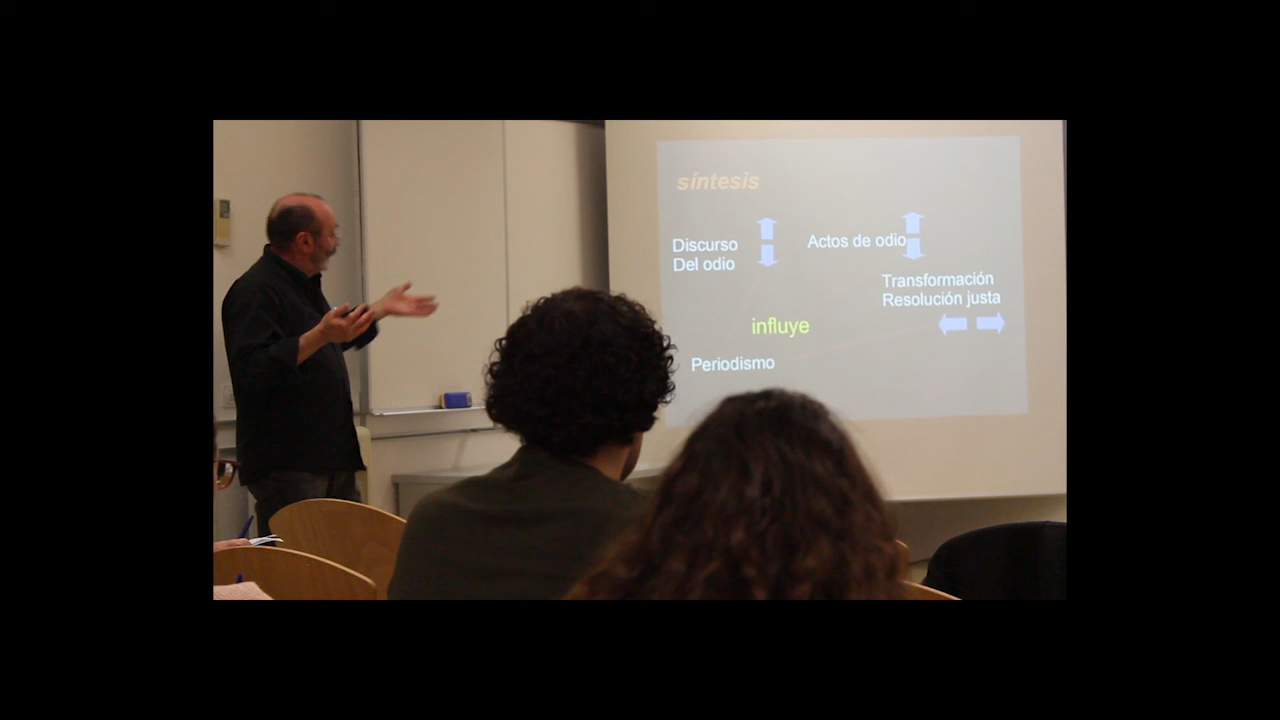 síntesis
Discurso
Del odio
Actos de odio
Transformación
Resolución justa
influye
Periodismo